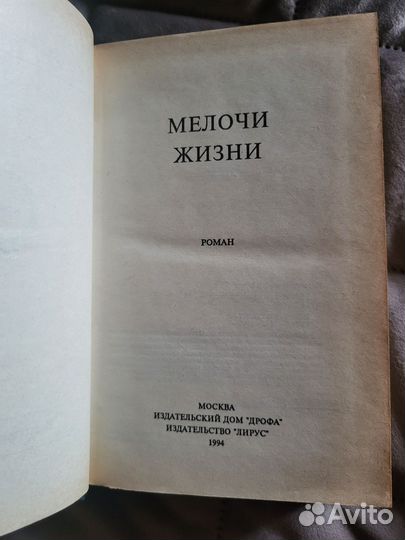 МЕЛОЧИ
ЖИЗНИ
РОМАН
МОСКВА
ИЗДАТЕЛЬСКИЙ ДОМ "ДРОФА"
ИЗДАТЕЛЬСТВО "ЛИРУС"
1994
Avito